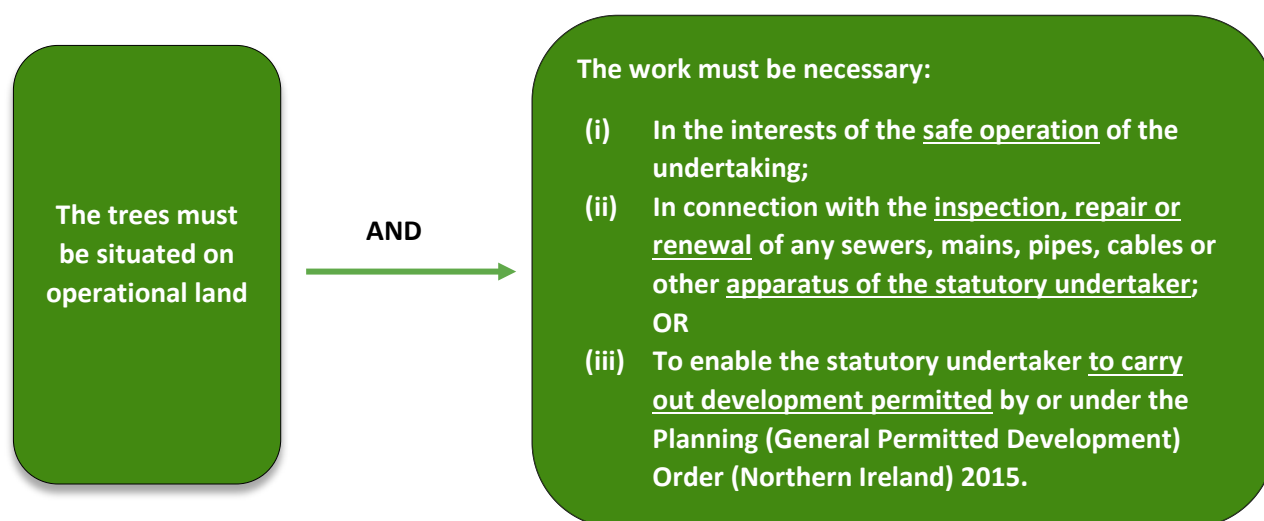 The trees must
be situated on
operational land
AND
The work must be necessary:
(i) In the interests of the safe operation of the
undertaking;
(ii) In connection with the inspection, repair or
renewal of any sewers, mains, pipes, cables or
other apparatus of the statutory undertaker;
OR
(iii) To enable the statutory undertaker to carry
out development permitted by or under the
Planning (General Permitted Development)
Order (Northern Ireland) 2015.